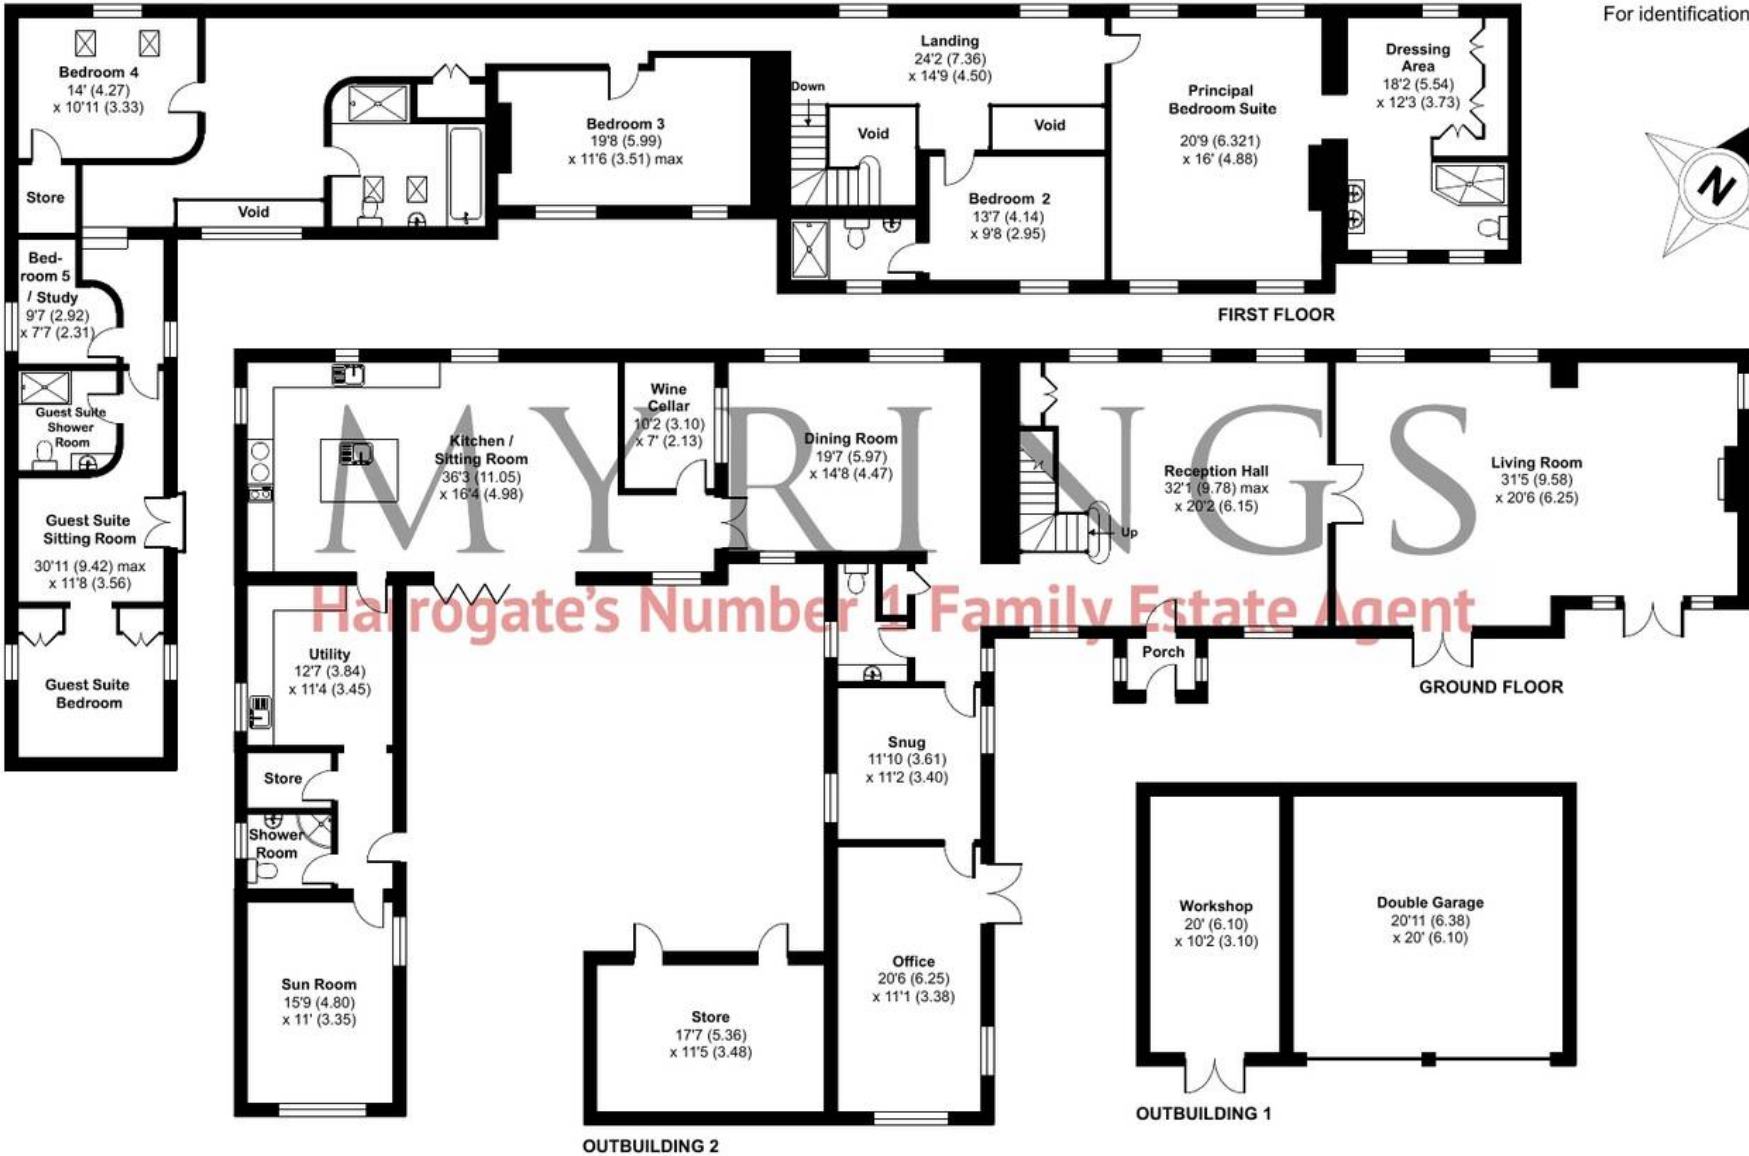 For identification
Bedroom 4
14' (4.27)
x 10'11 (3.33)
Store
Void
Bedroom 3
19'8 (5.99)
x 11'6 (3.51) max
Down
Landing
24'2 (7.36)
x 14'9 (4.50)
Void
Void
Bedroom 2
13'7 (4.14)
x 9'8 (2.95)
Principal
Bedroom Suite
20'9 (6.321)
x 16' (4.88)
Dressing
Area
18'2 (5.54)
x 12'3 (3.73)
N
Bed-
room 5
/ Study
9'7 (2.92)
x 7'7 (2.31)
Guest Suite
Shower
Room
Guest Suite
Sitting Room
30'11 (9.42) max
x 11'8 (3.56)
Guest Suite
Bedroom
FIRST FLOOR
Kitchen /
Sitting Room
36'3 (11.05)
x 16'4 (4.98)
Wine
Cellar
10'2 (3.10)
x 7' (2.13)
Dining Room
19'7 (5.97)
x 14'8 (4.47)
Reception Hall
32'1 (9.78) max
x 20'2 (6.15)
Up
Living Room
31'5 (9.58)
x 20'6 (6.25)
MYRINGS
Harrogate's Number 1 Family Estate Agent
Porch
GROUND FLOOR
Utility
12'7 (3.84)
x 11'4 (3.45)
Store
Shower
Room
Sun Room
15'9 (4.80)
x 11' (3.35)
Snug
11'10 (3.61)
x 11'2 (3.40)
Office
20'6 (6.25)
x 11'1 (3.38)
Store
17'7 (5.36)
x 11'5 (3.48)
OUTBUILDING 2
Workshop
20' (6.10)
x 10'2 (3.10)
Double Garage
20'11 (6.38)
x 20' (6.10)
OUTBUILDING 1